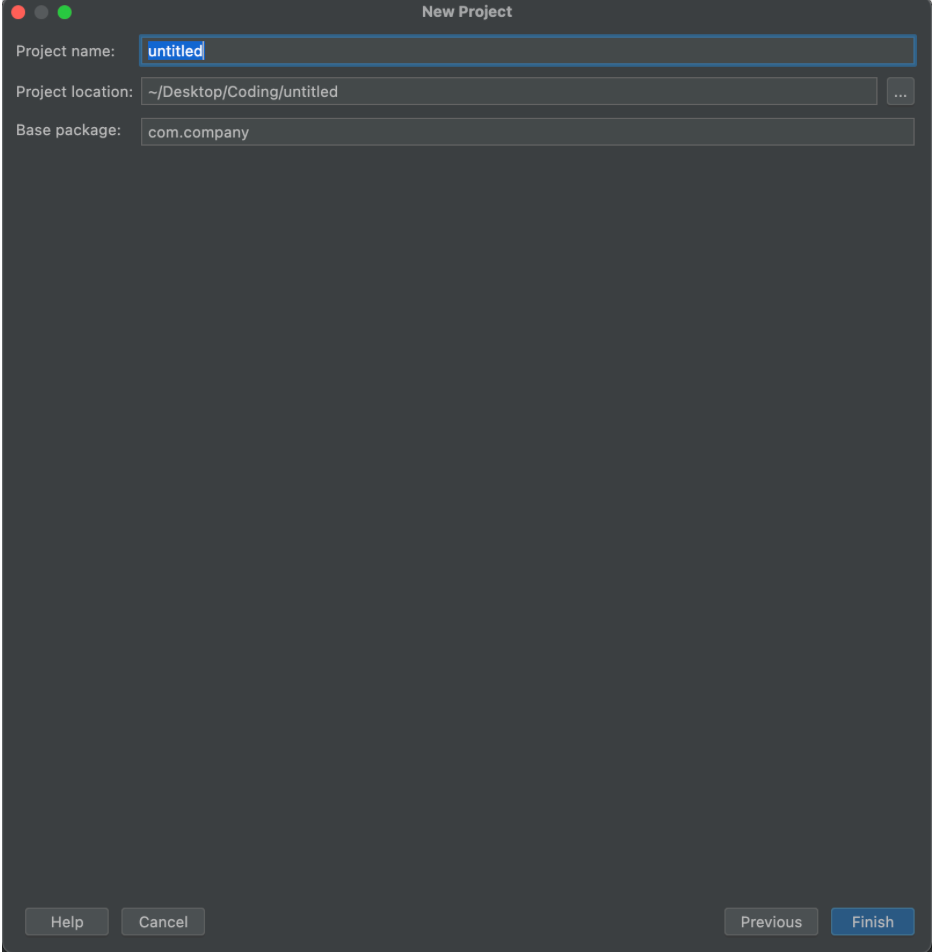 New Project
Project name: untitled
Project location: ~/Desktop/Coding/untitled ...
Base package: com.company
Help Cancel Previous Finish